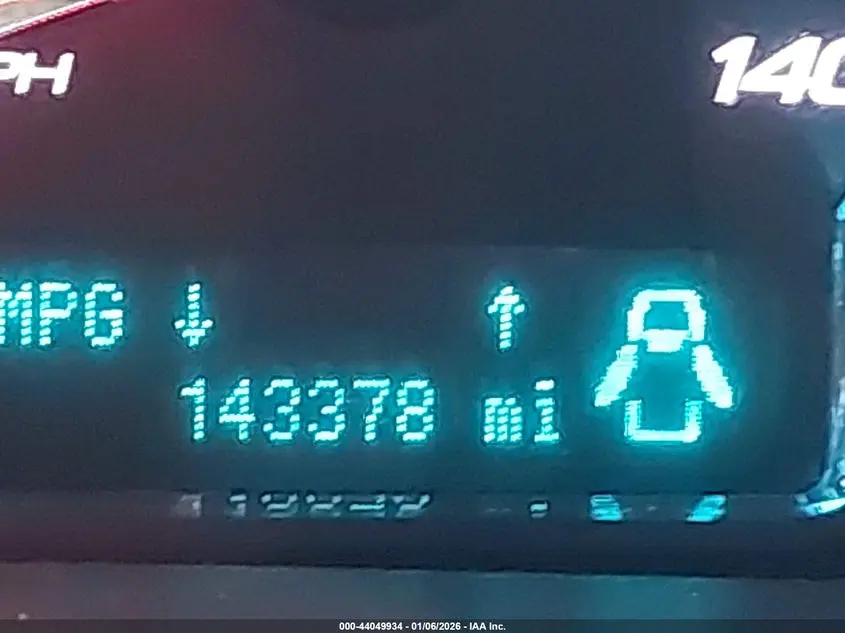 PH 140
MPG ↓ ↑
143378 mi
000-44049934 - 01/06/2026 - IAA Inc.